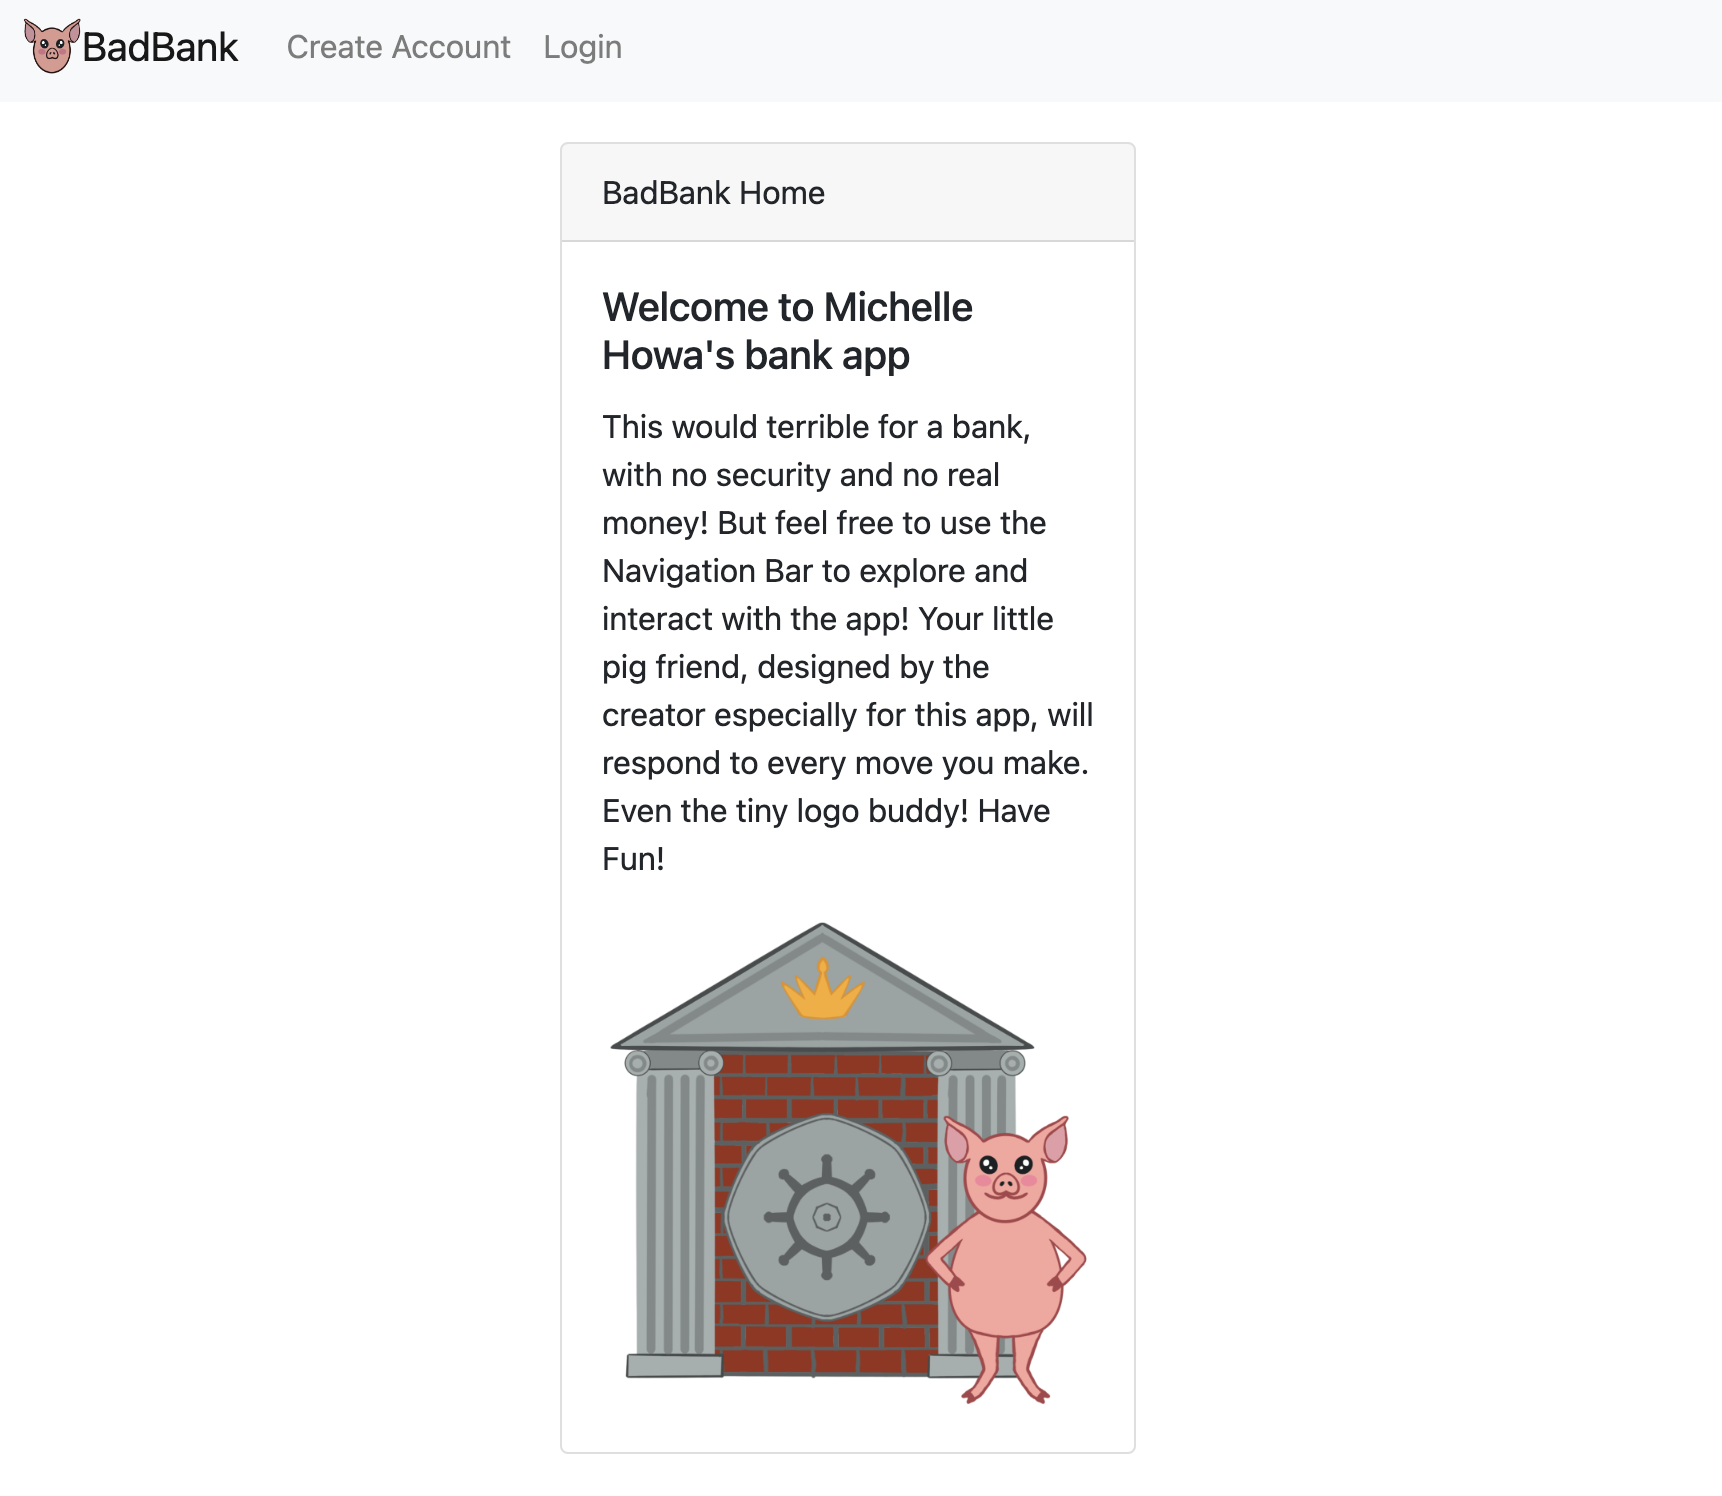 BadBank Create Account Login
BadBank Home
Welcome to Michelle
Howa's bank app
This would terrible for a bank,
with no security and no real
money! But feel free to use the
Navigation Bar to explore and
interact with the app! Your little
pig friend, designed by the
creator especially for this app, will
respond to every move you make.
Even the tiny logo buddy! Have
Fun!